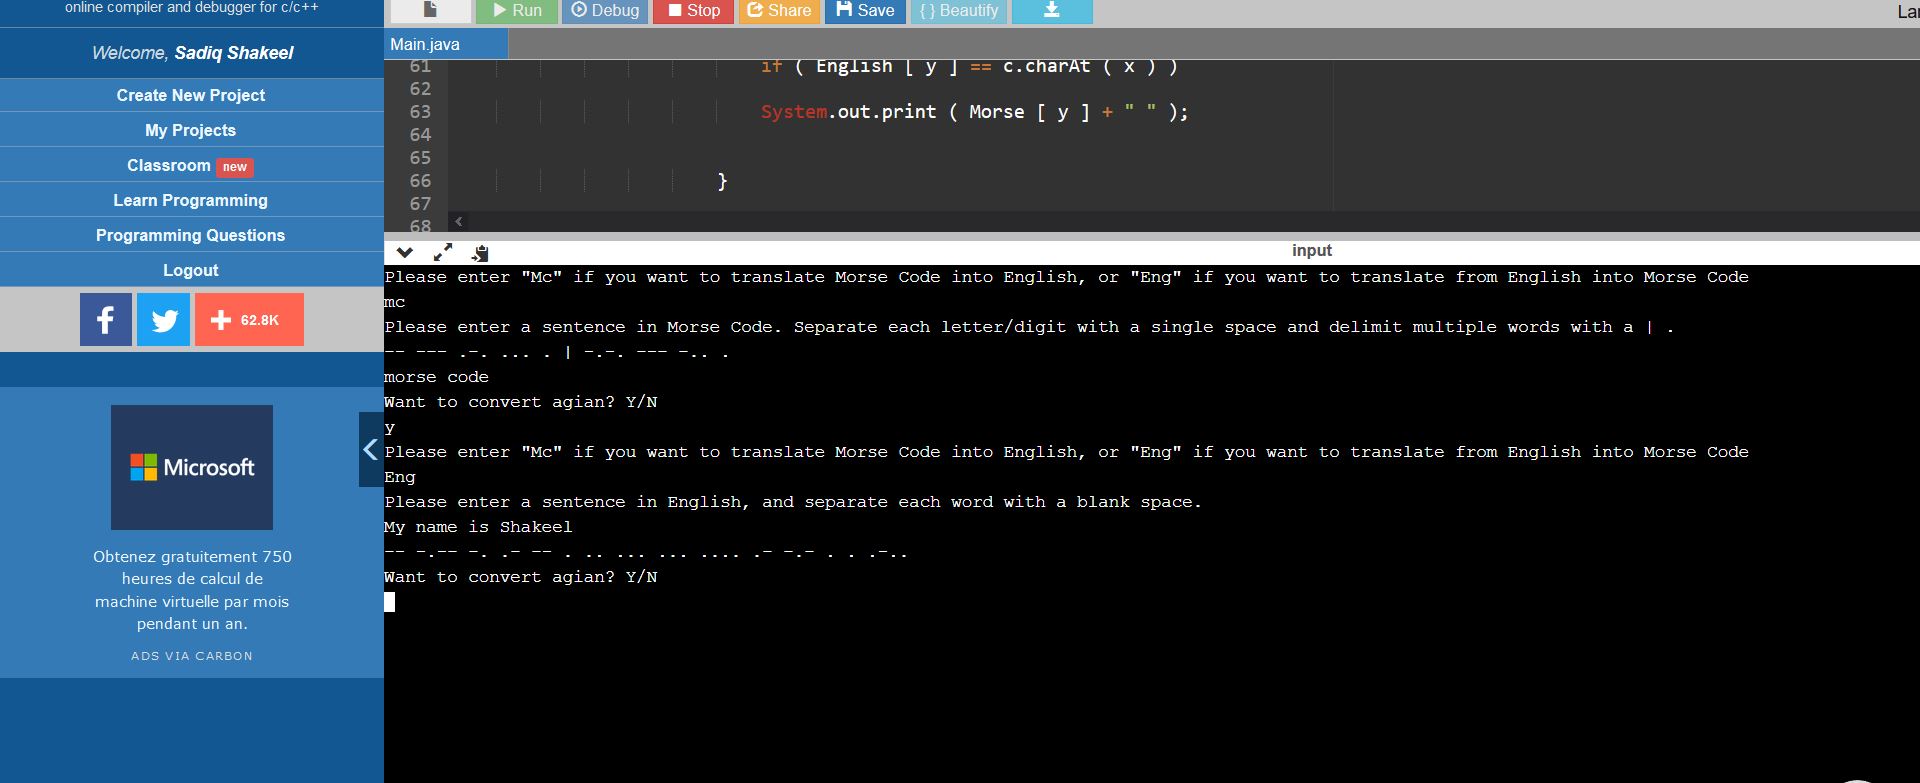 online compiler and debugger for c/c++
Welcome, Sadiq Shakeel
Create New Project
My Projects
Classroom new
Learn Programming
Programming Questions
Logout
62.8K
Microsoft
Obtenez gratuitement 750
heures de calcul de
machine virtuelle par mois
pendant un an.
ADS VIA CARBON
Run Debug Stop Share Save { } Beautify
Main.java
61 if ( English [ y ] == c.charAt ( x ) )
62
63 System.out.print ( Morse [ y ] + " " );
64
65
66 }
67
68
input
Please enter "Mc" if you want to translate Morse Code into English, or "Eng" if you want to translate from English into Morse Code
mc
Please enter a sentence in Morse Code. Separate each letter/digit with a single space and delimit multiple words with a | .
-- --- .-. ... . | -.-. --- -.. .
morse code
Want to convert agian? Y/N
y
Please enter "Mc" if you want to translate Morse Code into English, or "Eng" if you want to translate from English into Morse Code
Eng
Please enter a sentence in English, and separate each word with a blank space.
My name is Shakeel
-- -.-- -. .- -- . .. ... ... .... .- -.- . . .-..
Want to convert agian? Y/N